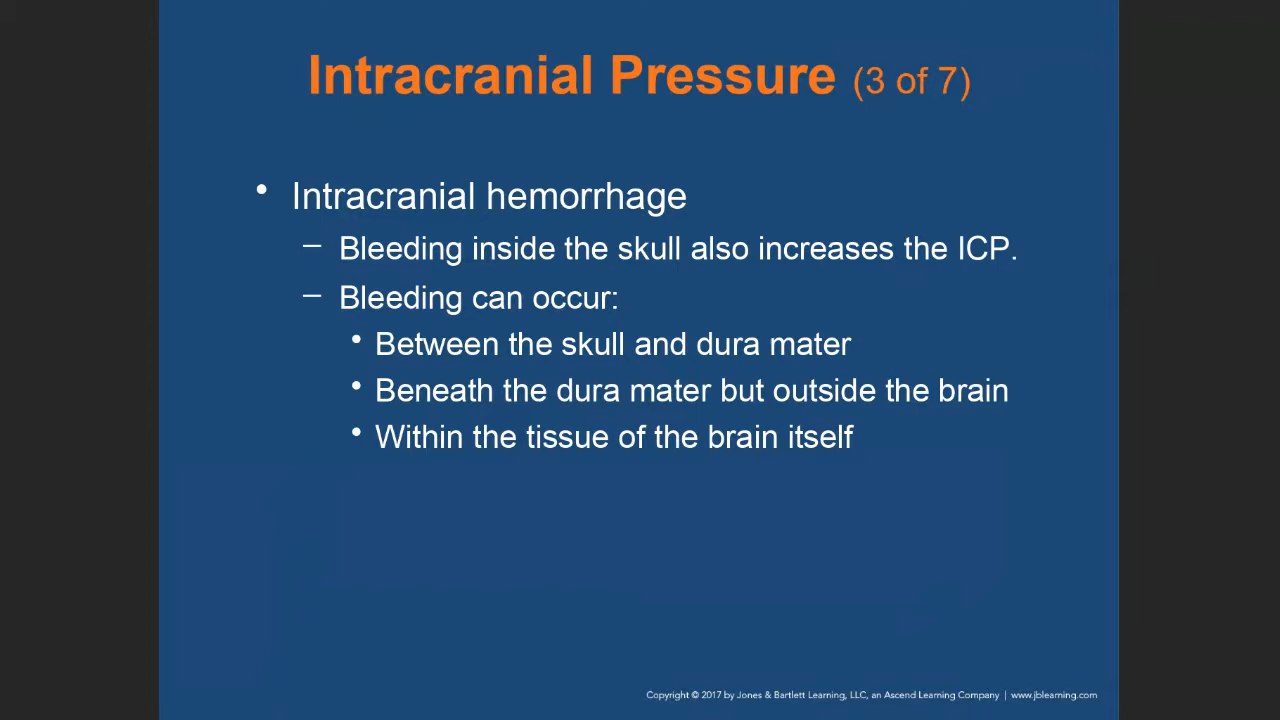 Intracranial Pressure (3 of 7)
• Intracranial hemorrhage
– Bleeding inside the skull also increases the ICP.
– Bleeding can occur:
• Between the skull and dura mater
• Beneath the dura mater but outside the brain
• Within the tissue of the brain itself
Copyright © 2017 by Jones & Bartlett Learning, LLC, an Ascend Learning Company | www.jblearning.com